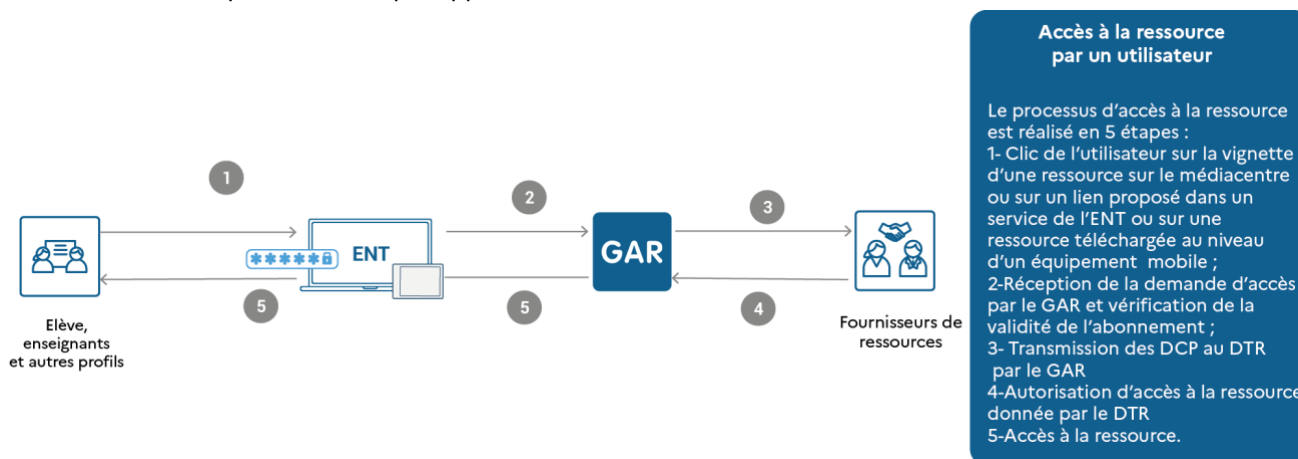 1
2
3
ENT
*****
GAR
5
5
4
Elève,
enseignants
et autres profils
Fournisseurs de
ressources
Accès à la ressource
par un utilisateur
Le processus d’accès à la ressource
est réalisé en 5 étapes :
1- Clic de l’utilisateur sur la vignette
d’une ressource sur le médiacentre
ou sur un lien proposé dans un
service de l’ENT ou sur une
ressource téléchargée au niveau
d’un équipement mobile ;
2-Réception de la demande d’accès
par le GAR et vérification de la
validité de l’abonnement ;
3- Transmission des DCP au DTR
par le GAR
4-Autorisation d’accès à la ressource
donnée par le DTR
5-Accès à la ressource.